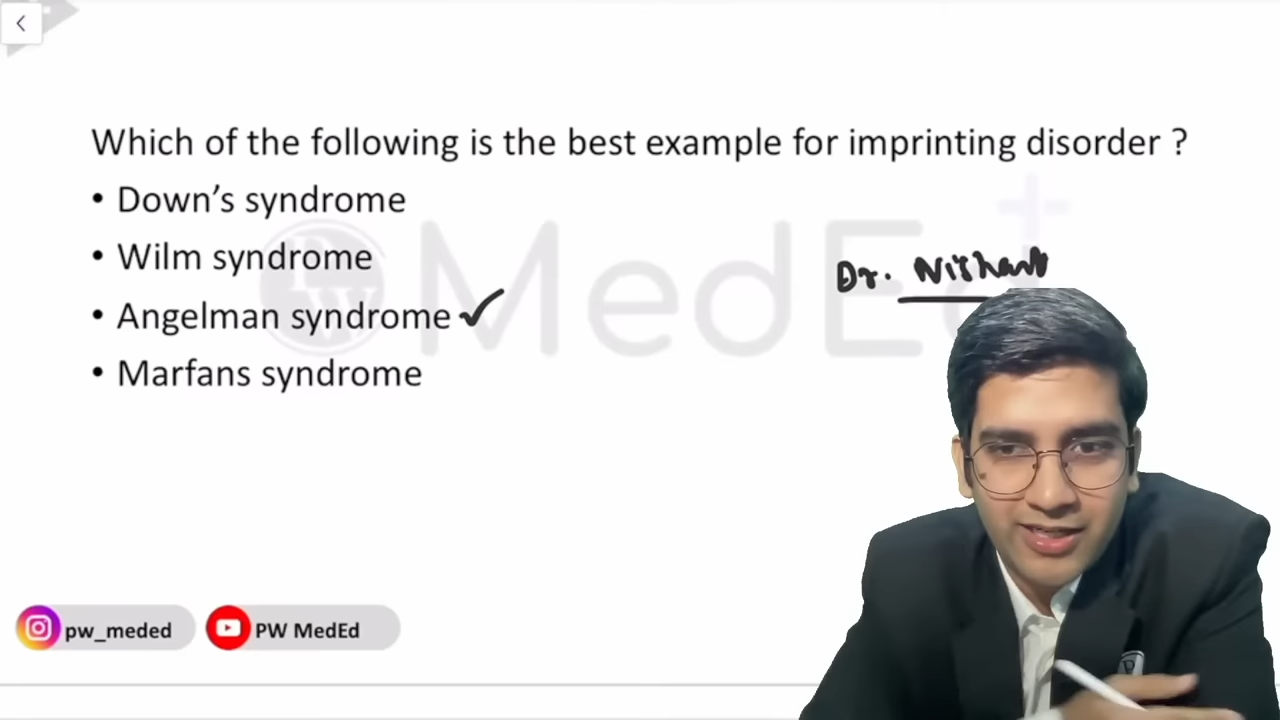 Which of the following is the best example for imprinting disorder ?
• Down’s syndrome
• Wilm syndrome
• Angelman syndrome ✓
• Marfans syndrome
Dr. Nishant
MedEd+
pw_meded
PW MedEd